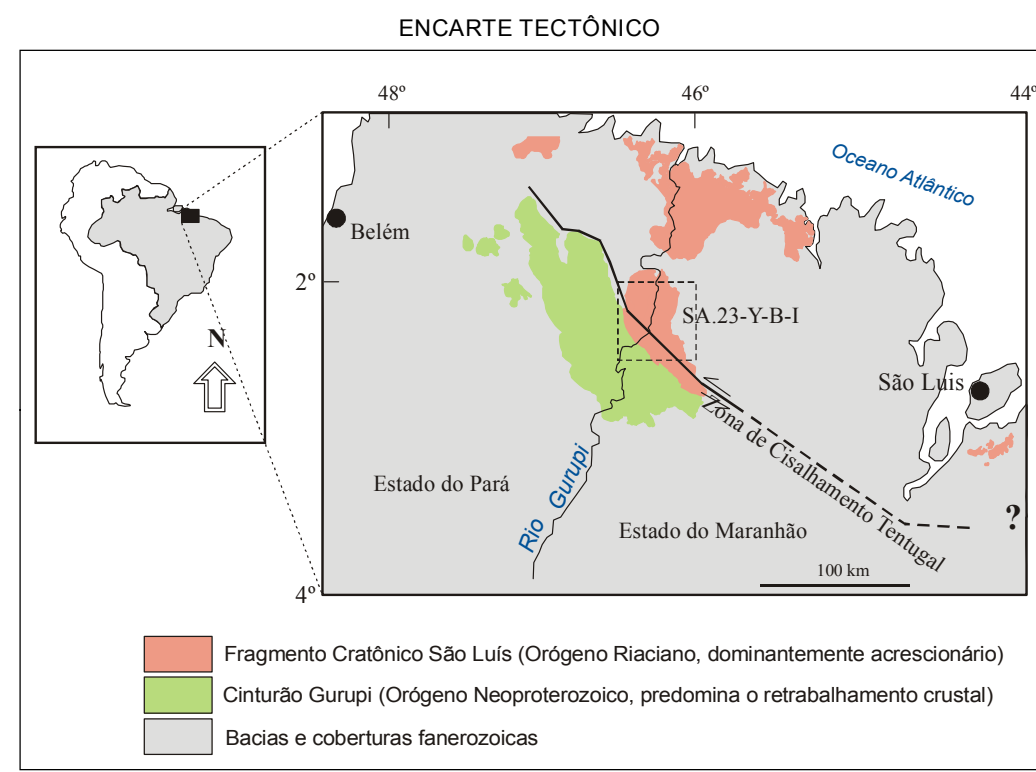 ENCARTE TECTÔNICO
48º
46º
44º
Oceano Atlântico
Belém
2º
SA.23-Y-B-I
N
São Luis
Zona de Cisalhamento Tentugal
Estado do Pará
Rio Gurupi
Estado do Maranhão
?
100 km
4º
Fragmento Cratônico São Luís (Orógeno Riaciano, dominantemente acrescionário)
Cinturão Gurupi (Orógeno Neoproterozoico, predomina o retrabalhamento crustal)
Bacias e coberturas fanerozoicas